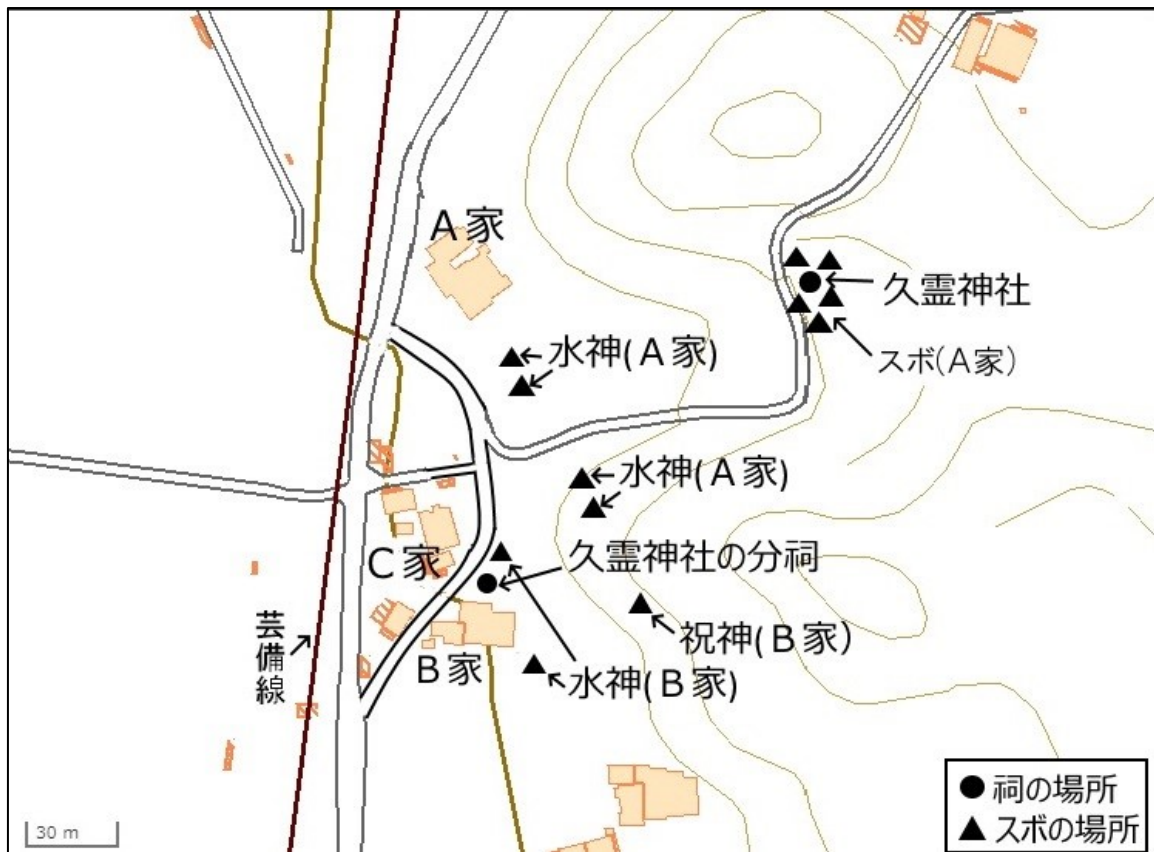 A家
久霊神社
水神(A家)
スボ(A家)
水神(A家)
久霊神社の分祠
C家
祝神(B家)
芸備線
B家
水神(B家)
●祠の場所
▲スボの場所
30 m